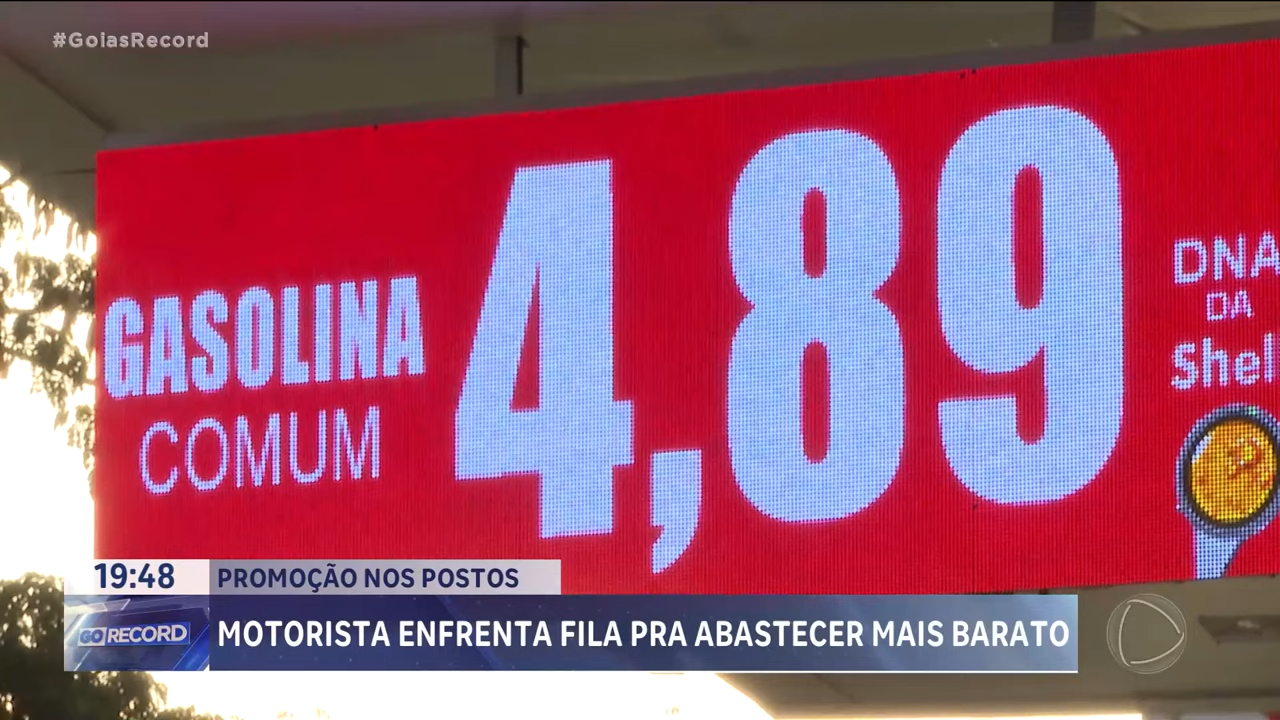 #GoiasRecord
GASOLINA
COMUM
4,89
DNA
DA
Shel
19:48
PROMOÇÃO NOS POSTOS
GO RECORD
MOTORISTA ENFRENTA FILA PRA ABASTECER MAIS BARATO